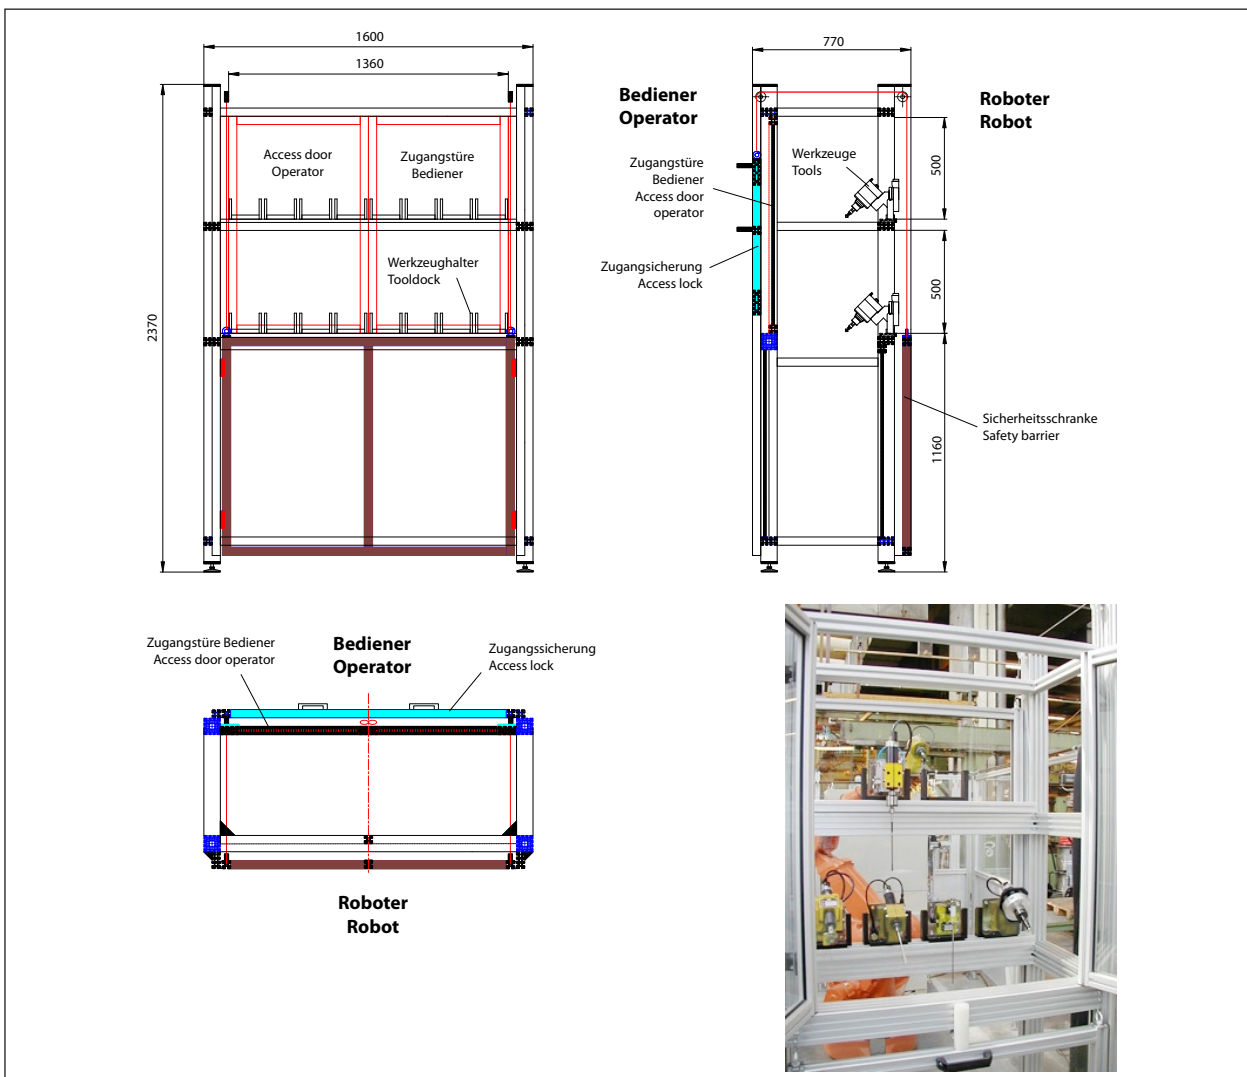 1600
1360
Access door
Operator
Zugangstüre
Bediener
Werkzeughalter
Tooldock
2370
770
Bediener
Operator
Roboter
Robot
Zugangstüre
Bediener
Access door
operator
Werkzeuge
Tools
500
Zugangsicherung
Access lock
500
Sicherheitsschranke
Safety barrier
1160
Zugangstüre Bediener
Access door operator
Bediener
Operator
Zugangssicherung
Access lock
Roboter
Robot